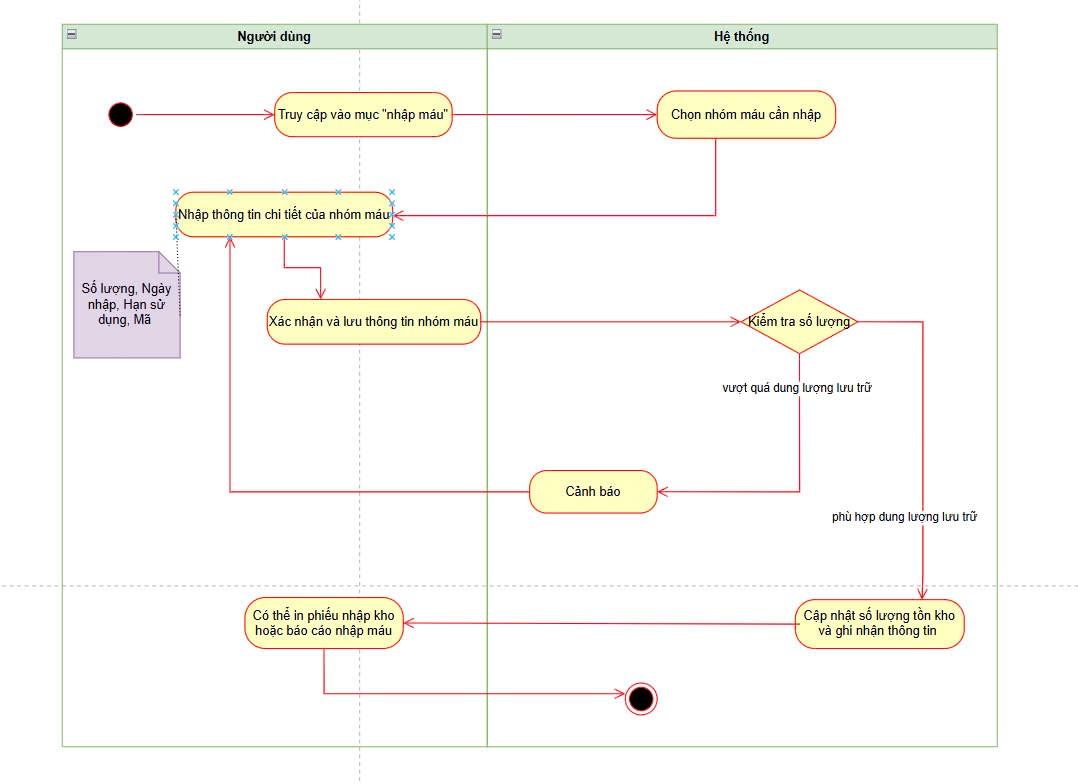 Người dùng
Hệ thống
Truy cập vào mục "nhập máu"
Chọn nhóm máu cần nhập
Nhập thông tin chi tiết của nhóm máu
Số lượng, Ngày
nhập, Hạn sử
dụng, Mã
Xác nhận và lưu thông tin nhóm máu
Kiểm tra số lượng
vượt quá dung lượng lưu trữ
Cảnh báo
phù hợp dung lượng lưu trữ
Có thể in phiếu nhập kho
hoặc báo cáo nhập máu
Cập nhật số lượng tồn kho
và ghi nhận thông tin